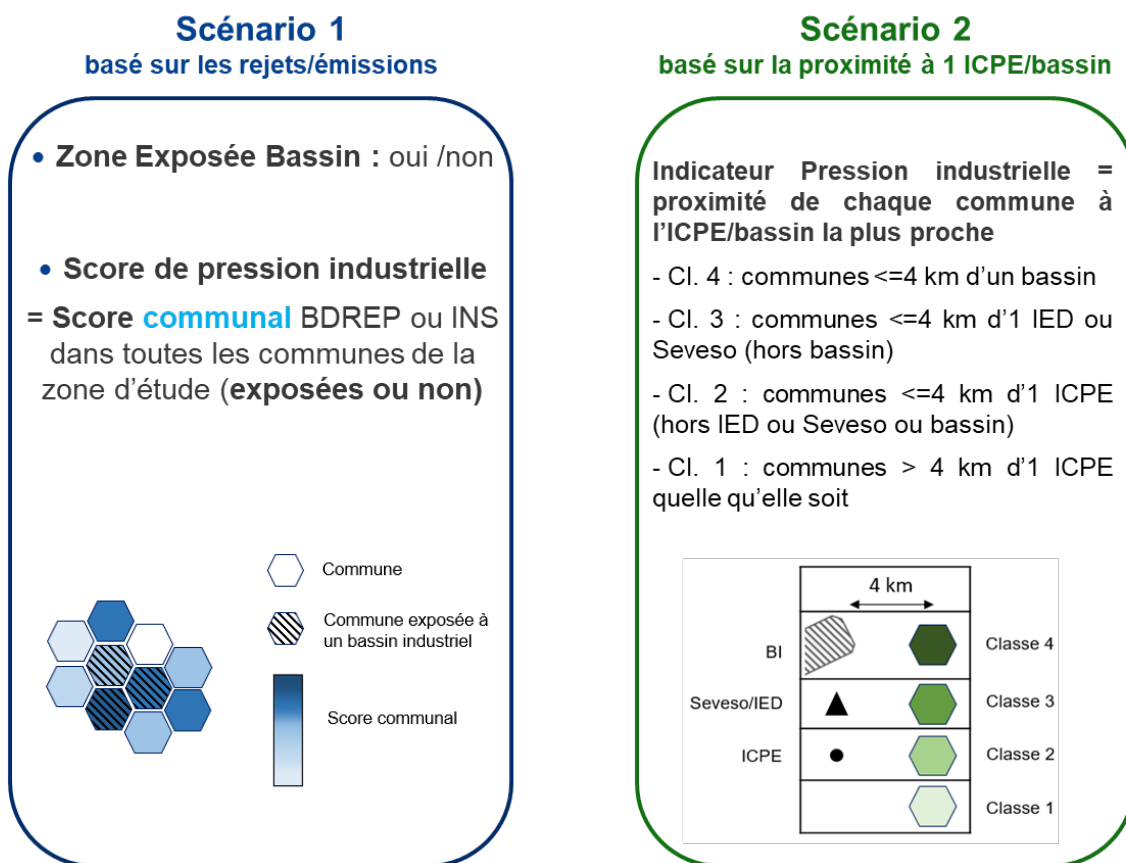 Scénario 1
basé sur les rejets/émissions
• Zone Exposée Bassin : oui /non
• Score de pression industrielle
= Score communal BDREP ou INS
dans toutes les communes de la
zone d'étude (exposées ou non)
Commune
Commune exposée à
un bassin industriel
Score communal
Scénario 2
basé sur la proximité à 1 ICPE/bassin
Indicateur Pression industrielle =
proximité de chaque commune à
l'ICPE/bassin la plus proche
- Cl. 4 : communes <=4 km d'un bassin
- Cl. 3 : communes <=4 km d'1 IED ou
Seveso (hors bassin)
- Cl. 2 : communes <=4 km d'1 ICPE
(hors IED ou Seveso ou bassin)
- Cl. 1 : communes > 4 km d'1 ICPE
quelle qu'elle soit
4 km
BI
Classe 4
Seveso/IED
Classe 3
ICPE
Classe 2
Classe 1